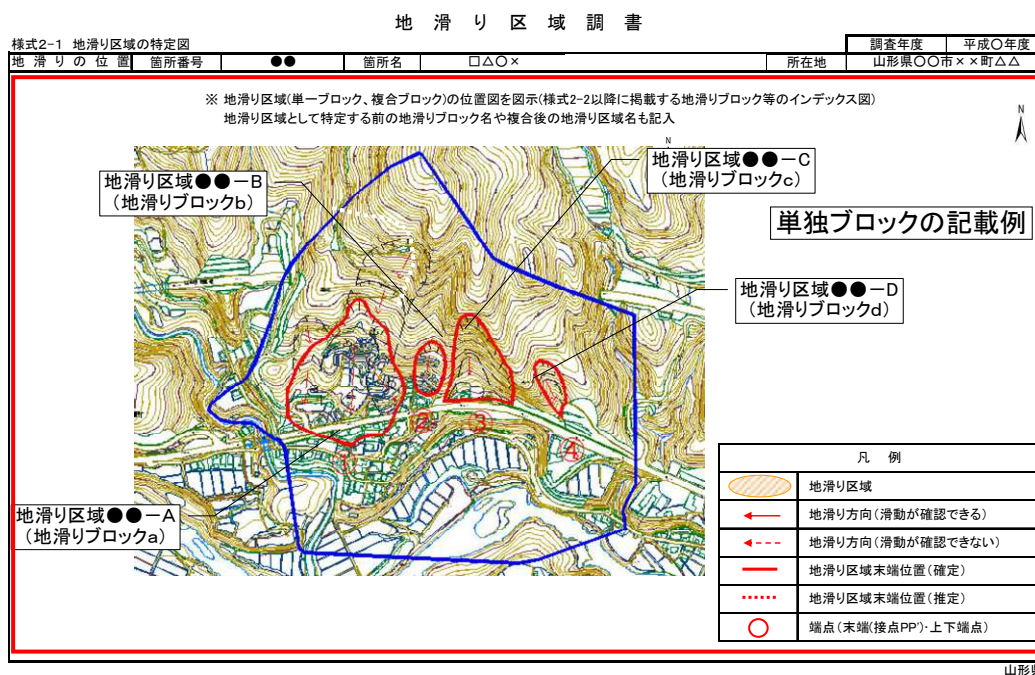 地滑り区域調書
様式2-1 地滑り区域の特定図
調査年度 平成○年度
地滑りの位置 箇所番号 ●● 箇所名 □△○× 所在地 山形県○○市××町△△
※ 地滑り区域(単一ブロック、複合ブロック)の位置図を図示(様式2-2以降に掲載する地滑りブロック等のインデックス図)
地滑り区域として特定する前の地滑りブロック名や複合後の地滑り区域名も記入
N
N
地滑り区域●●－C
(地滑りブロックc)
地滑り区域●●－B
(地滑りブロックb)
単独ブロックの記載例
地滑り区域●●－D
(地滑りブロックd)
②
③
④
①
地滑り区域●●－A
(地滑りブロックa)
凡例
地滑り区域
地滑り方向(滑動が確認できる)
地滑り方向(滑動が確認できない)
地滑り区域末端位置(確定)
地滑り区域末端位置(推定)
端点(末端(接点PP')・上下端点)
山形県